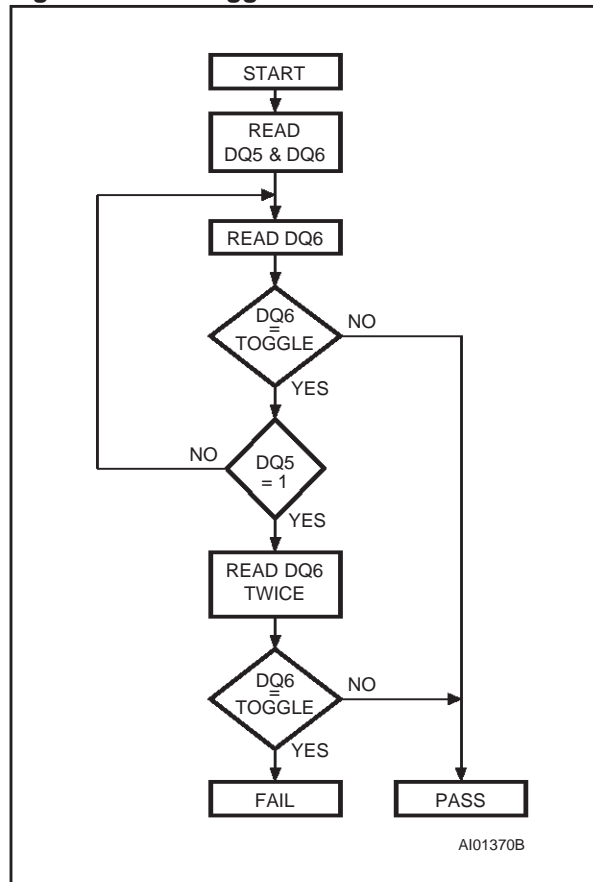 START
READ
DQ5 & DQ6
READ DQ6
DQ6
=
TOGGLE
NO
YES
NO
DQ5
= 1
YES
READ DQ6
TWICE
DQ6
=
TOGGLE
NO
YES
FAIL
PASS
AI01370B